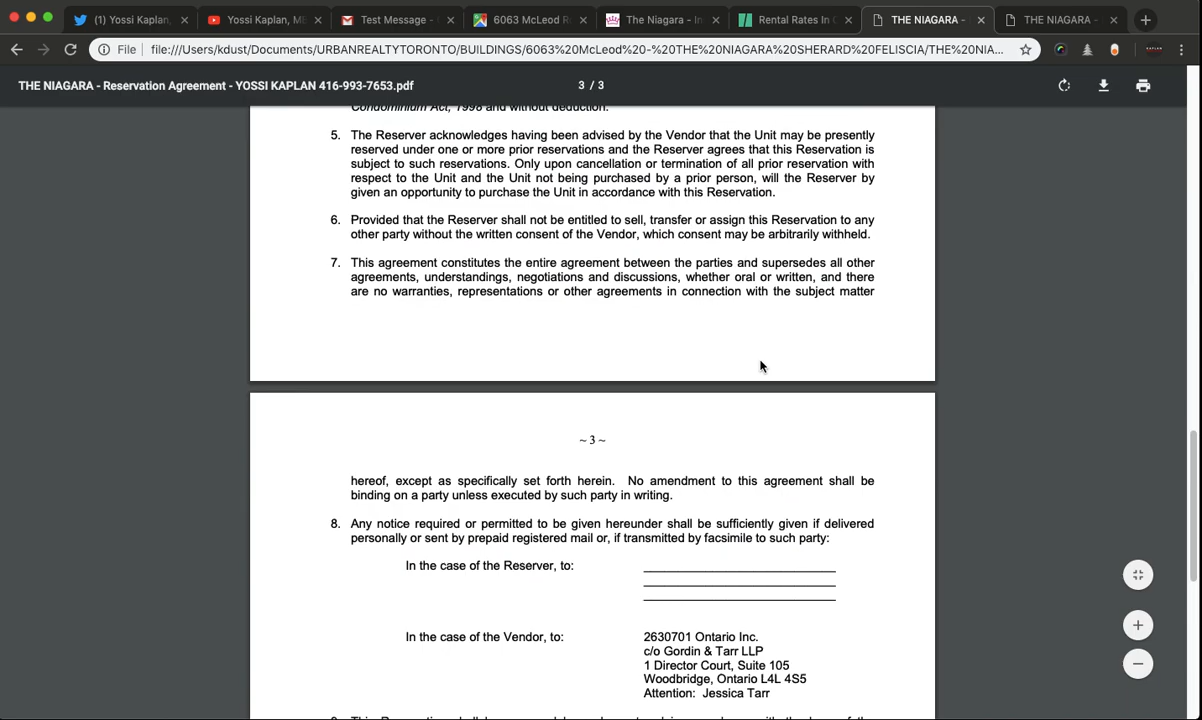 (1) Yossi Kaplan,
Yossi Kaplan, M
Test Message -
6063 McLeod R
The Niagara - In
Rental Rates In
THE NIAGARA -
THE NIAGARA -
File
file:///Users/kdust/Documents/URBANREALTYTORONTO/BUILDINGS/6063%20McLeod%20-%20THE%20NIAGARA%20SHERARD%20FELISCIA/THE%20NIA...
THE NIAGARA - Reservation Agreement - YOSSI KAPLAN 416-993-7653.pdf
3 / 3
Condominium Act, 1998 and without deduction.
5. The Reserver acknowledges having been advised by the Vendor that the Unit may be presently
reserved under one or more prior reservations and the Reserver agrees that this Reservation is
subject to such reservations. Only upon cancellation or termination of all prior reservation with
respect to the Unit and the Unit not being purchased by a prior person, will the Reserver by
given an opportunity to purchase the Unit in accordance with this Reservation.
6. Provided that the Reserver shall not be entitled to sell, transfer or assign this Reservation to any
other party without the written consent of the Vendor, which consent may be arbitrarily withheld.
7. This agreement constitutes the entire agreement between the parties and supersedes all other
agreements, understandings, negotiations and discussions, whether oral or written, and there
are no warranties, representations or other agreements in connection with the subject matter
~ 3 ~
hereof, except as specifically set forth herein. No amendment to this agreement shall be
binding on a party unless executed by such party in writing.
8. Any notice required or permitted to be given hereunder shall be sufficiently given if delivered
personally or sent by prepaid registered mail or, if transmitted by facsimile to such party:
In the case of the Reserver, to:
In the case of the Vendor, to:
2630701 Ontario Inc.
c/o Gordin & Tarr LLP
1 Director Court, Suite 105
Woodbridge, Ontario L4L 4S5
Attention: Jessica Tarr